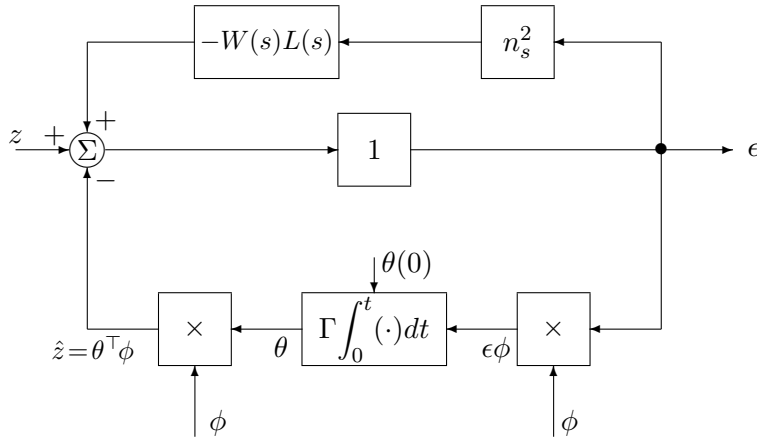 −W(s)L(s)
n_s^2
+
z + Σ 1 ϵ
−
θ(0)
× Γ∫_0^t(·)dt ×
ẑ=θ^⊤ϕ θ ϵϕ
ϕ ϕ